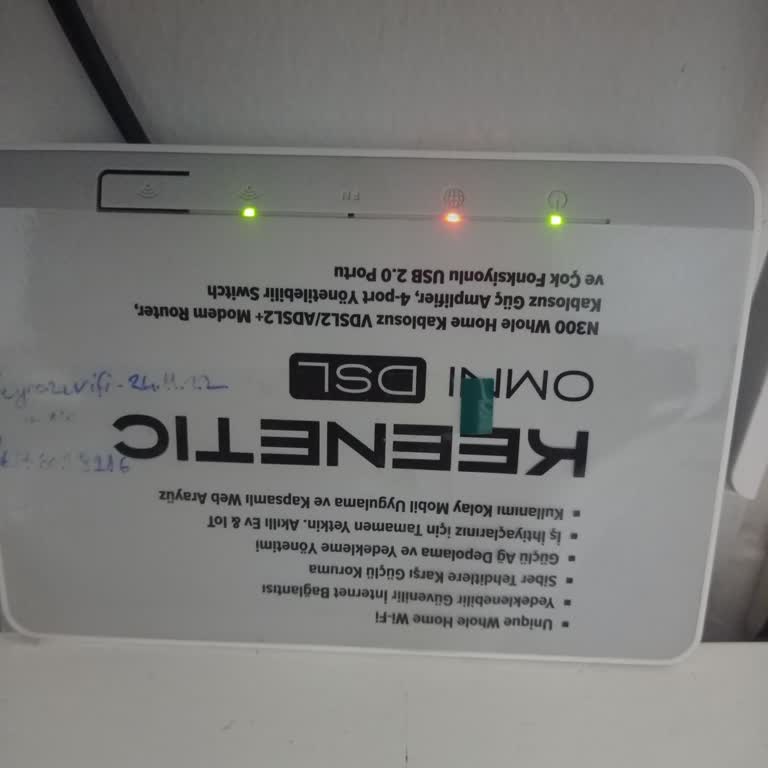 FN
N300 Whole Home Kablosuz VDSL2/ADSL2+ Modem Router,
Kablosuz Güç Amplifier, 4-port Yönetilebilir Switch
ve Çok Fonksiyonlu USB 2.0 Portu
OMNI DSL
KEENETIC
Kullanımı Kolay Mobil Uygulama ve Kapsamlı Web Arayüz
İş İhtiyaçlarınız için Tamamen Yetkin. Akıllı Ev & IoT
Güçlü Ağ Depolama ve Yedekleme Yönetimi
Siber Tehditlere Karşı Güçlü Koruma
Yedeklenebilir Güvenilir İnternet Bağlantısı
Unique Whole Home Wi-Fi